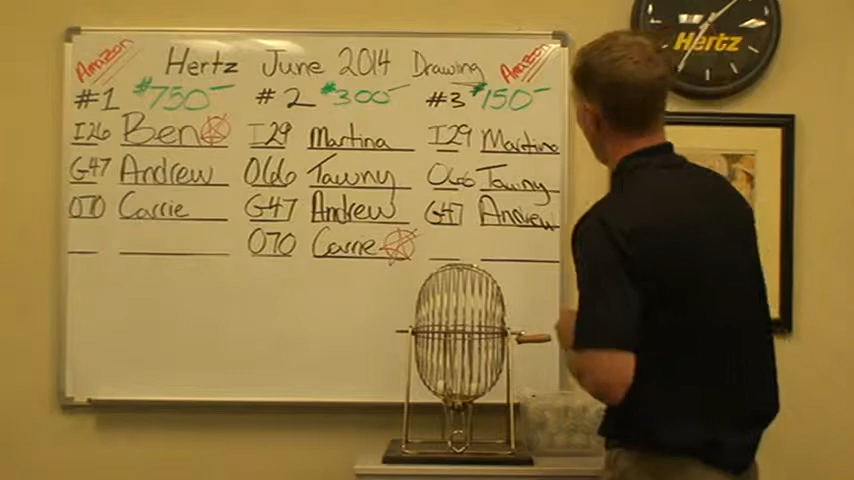 Amazon Hertz June 2014 Drawing Amazon
#1 $750 #2 $300 #3 $150
I26 Ben I29 Martina I29 Martina
G47 Andrew O66 Tawny O66 Tawny
O70 Carrie G47 Andrew G47 Andrew
O70 Carrie
Hertz